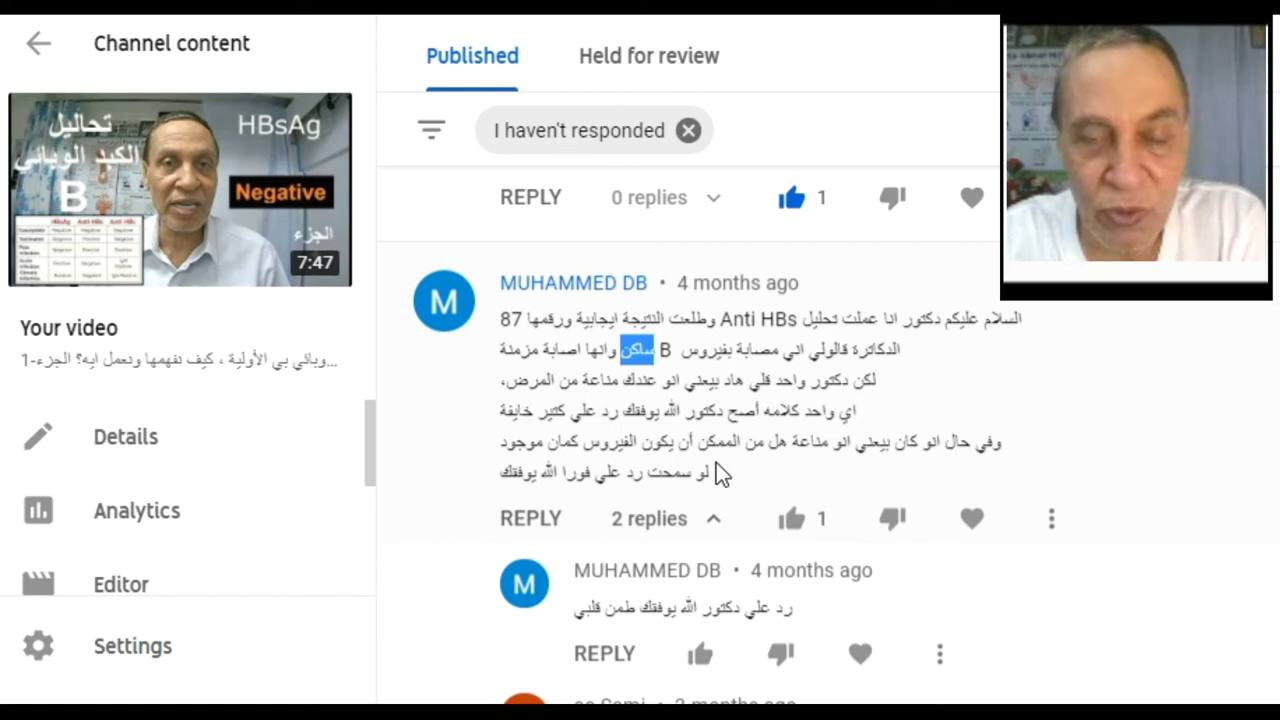 Channel content
تحاليل
الكبد الوبائي
B
HBsAg
Negative
الجزء
7:47
HBsAg Anti-HBs Anti-HBc
Your video
وبائي بي الأولية ، كيف نفهمها ونعمل ايه؟ الجزء-1...
Details
Analytics
Editor
Settings
Published
Held for review
I haven't responded
REPLY 0 replies 1
M
MUHAMMED DB • 4 months ago
السلام عليكم دكتور انا عملت تحليل Anti HBs وطلعت النتيجة ايجابية ورقمها 87
الدكاترة قالولي اني مصابة بفيروس B ساكن وانها اصابة مزمنة
لكن دكتور واحد قلي هاد بيعني انو عندك مناعة من المرض،
اي واحد كلامه أصح دكتور الله يوفقك رد علي كتير خايفة
وفي حال انو كان بيعني انو مناعة هل من الممكن أن يكون الفيروس كمان موجود
لو سمحت رد علي فورا الله يوفقك
REPLY 2 replies 1
M
MUHAMMED DB • 4 months ago
رد علي دكتور الله يوفقك طمن قلبي
REPLY